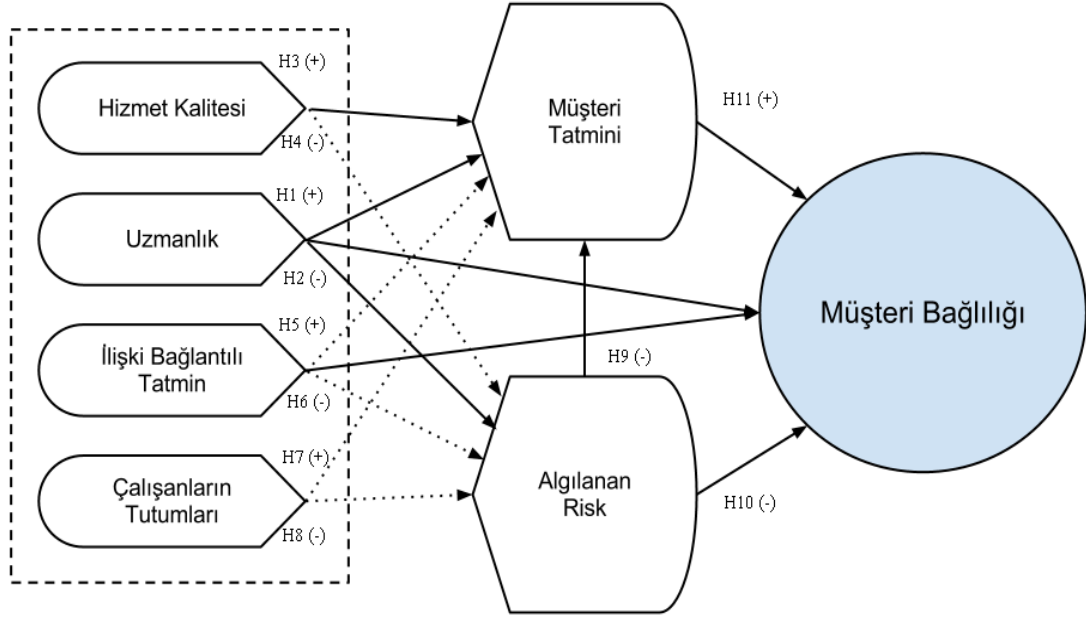 H3 (+)
Hizmet Kalitesi
H4 (-)
H1 (+)
Uzmanlık
H2 (-)
H5 (+)
İlişki Bağlantılı
Tatmin
H6 (-)
H7 (+)
Çalışanların
Tutumları
H8 (-)
Müşteri
Tatmini
H9 (-)
Algılanan
Risk
H11 (+)
H10 (-)
Müşteri Bağlılığı